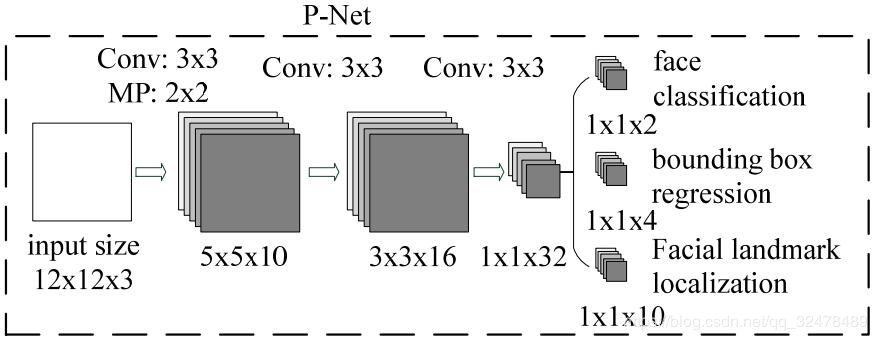 P-Net
Conv: 3x3
MP: 2x2
Conv: 3x3
Conv: 3x3
input size
12x12x3
5x5x10
3x3x16
1x1x32
face
classification
1x1x2
bounding box
regression
1x1x4
Facial landmark
localization
1x1x10
https://blog.csdn.net/qq_32478489